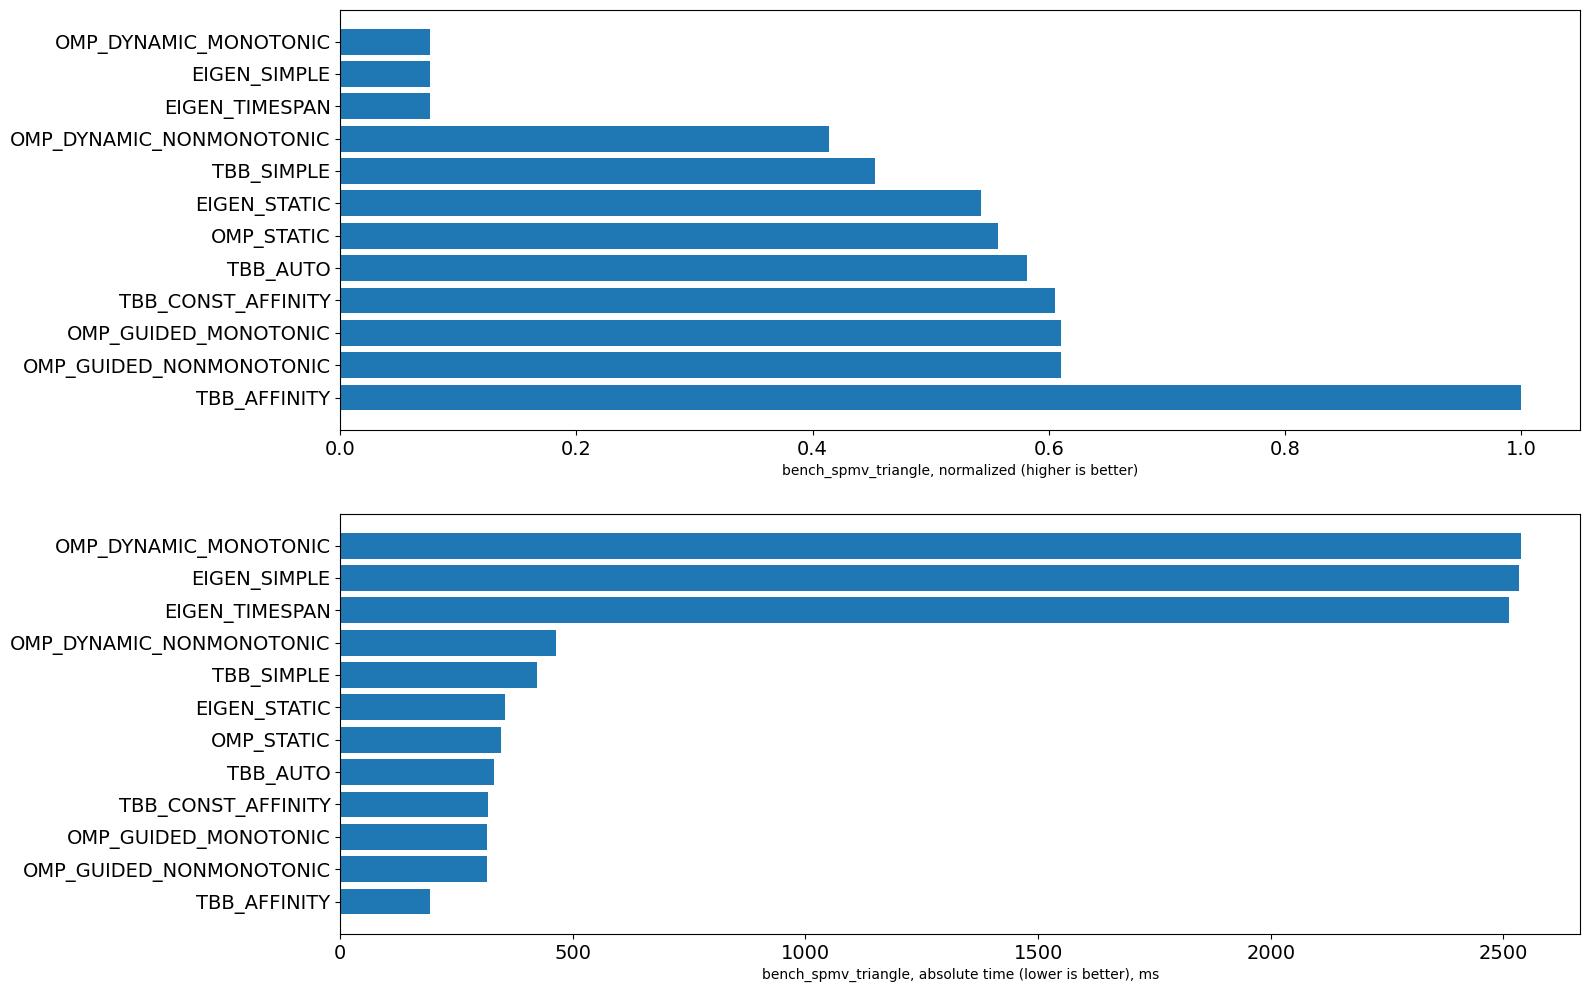 OMP_DYNAMIC_MONOTONIC
EIGEN_SIMPLE
EIGEN_TIMESPAN
OMP_DYNAMIC_NONMONOTONIC
TBB_SIMPLE
EIGEN_STATIC
OMP_STATIC
TBB_AUTO
TBB_CONST_AFFINITY
OMP_GUIDED_MONOTONIC
OMP_GUIDED_NONMONOTONIC
TBB_AFFINITY
0.0 0.2 0.4 0.6 0.8 1.0
bench_spmv_triangle, normalized (higher is better)
OMP_DYNAMIC_MONOTONIC
EIGEN_SIMPLE
EIGEN_TIMESPAN
OMP_DYNAMIC_NONMONOTONIC
TBB_SIMPLE
EIGEN_STATIC
OMP_STATIC
TBB_AUTO
TBB_CONST_AFFINITY
OMP_GUIDED_MONOTONIC
OMP_GUIDED_NONMONOTONIC
TBB_AFFINITY
0 500 1000 1500 2000 2500
bench_spmv_triangle, absolute time (lower is better), ms